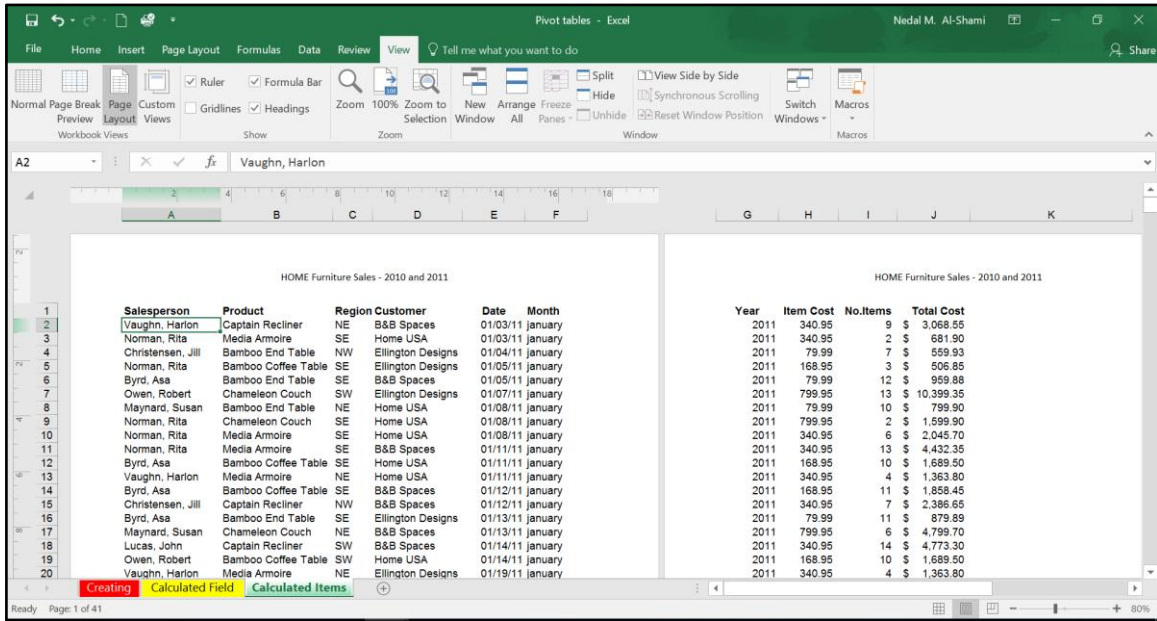 Pivot tables - Excel
Nedal M. Al-Shami
File Home Insert Page Layout Formulas Data Review View Tell me what you want to do Share
Normal Page Break Preview Page Layout Custom Views
Workbook Views
Ruler Formula Bar
Gridlines Headings
Show
Zoom 100% Zoom to Selection
Zoom
New Window Arrange All Freeze Panes
Split
Hide
Unhide
View Side by Side
Synchronous Scrolling
Reset Window Position
Switch Windows
Window
Macros
Macros
A2 fx Vaughn, Harlon
2 4 6 8 10 12 14 16 18
A B C D E F G H I J K
HOME Furniture Sales - 2010 and 2011 HOME Furniture Sales - 2010 and 2011
1 Salesperson Product Region Customer Date Month Year Item Cost No.Items Total Cost
2 Vaughn, Harlon Captain Recliner NE B&B Spaces 01/03/11 january 2011 340.95 9 $ 3,068.55
3 Norman, Rita Media Armoire SE Home USA 01/03/11 january 2011 340.95 2 $ 681.90
4 Christensen, Jill Bamboo End Table NW Ellington Designs 01/04/11 january 2011 79.99 7 $ 559.93
5 Norman, Rita Bamboo Coffee Table SE Ellington Designs 01/05/11 january 2011 168.95 3 $ 506.85
6 Byrd, Asa Bamboo End Table SE B&B Spaces 01/05/11 january 2011 79.99 12 $ 959.88
7 Owen, Robert Chameleon Couch SW Ellington Designs 01/07/11 january 2011 799.95 13 $ 10,399.35
8 Maynard, Susan Bamboo End Table NE Home USA 01/08/11 january 2011 79.99 10 $ 799.90
9 Norman, Rita Chameleon Couch SE Home USA 01/08/11 january 2011 799.95 2 $ 1,599.90
10 Norman, Rita Media Armoire SE Home USA 01/08/11 january 2011 340.95 6 $ 2,045.70
11 Norman, Rita Media Armoire SE B&B Spaces 01/11/11 january 2011 340.95 13 $ 4,432.35
12 Byrd, Asa Bamboo Coffee Table SE Home USA 01/11/11 january 2011 168.95 10 $ 1,689.50
13 Vaughn, Harlon Media Armoire NE Home USA 01/11/11 january 2011 340.95 4 $ 1,363.80
14 Byrd, Asa Bamboo Coffee Table SE B&B Spaces 01/12/11 january 2011 168.95 11 $ 1,858.45
15 Christensen, Jill Captain Recliner NW B&B Spaces 01/12/11 january 2011 340.95 7 $ 2,386.65
16 Byrd, Asa Bamboo End Table SE Ellington Designs 01/13/11 january 2011 79.99 11 $ 879.89
17 Maynard, Susan Chameleon Couch NE B&B Spaces 01/13/11 january 2011 799.95 6 $ 4,799.70
18 Lucas, John Captain Recliner SW B&B Spaces 01/14/11 january 2011 340.95 14 $ 4,773.30
19 Owen, Robert Bamboo Coffee Table SW Home USA 01/14/11 january 2011 168.95 10 $ 1,689.50
20 Vaughn, Harlon Media Armoire NE Ellington Designs 01/19/11 january 2011 340.95 4 $ 1,363.80
Creating Calculated Field Calculated Items
Ready Page: 1 of 41 80%